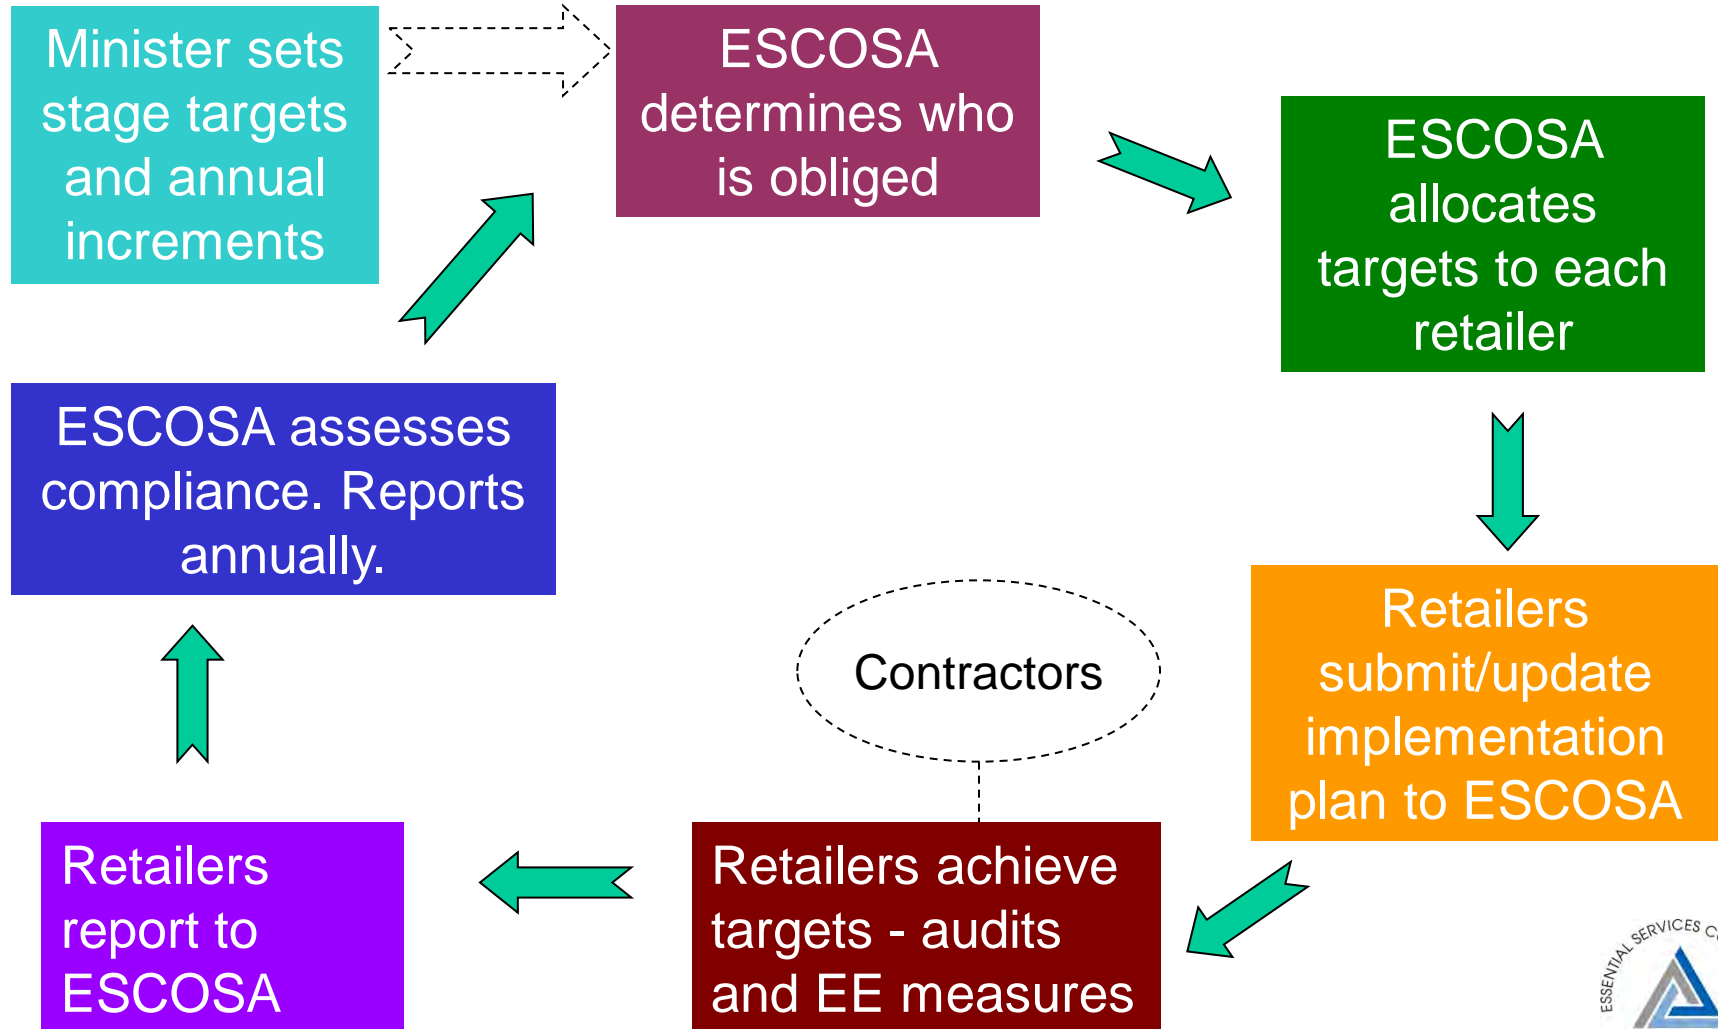 Minister sets
stage targets
and annual
increments
ESCOSA
determines who
is obliged
ESCOSA
allocates
targets to each
retailer
ESCOSA assesses
compliance. Reports
annually.
Contractors
Retailers
submit/update
implementation
plan to ESCOSA
Retailers
report to
ESCOSA
Retailers achieve
targets - audits
and EE measures
ESSENTIAL SERVICES